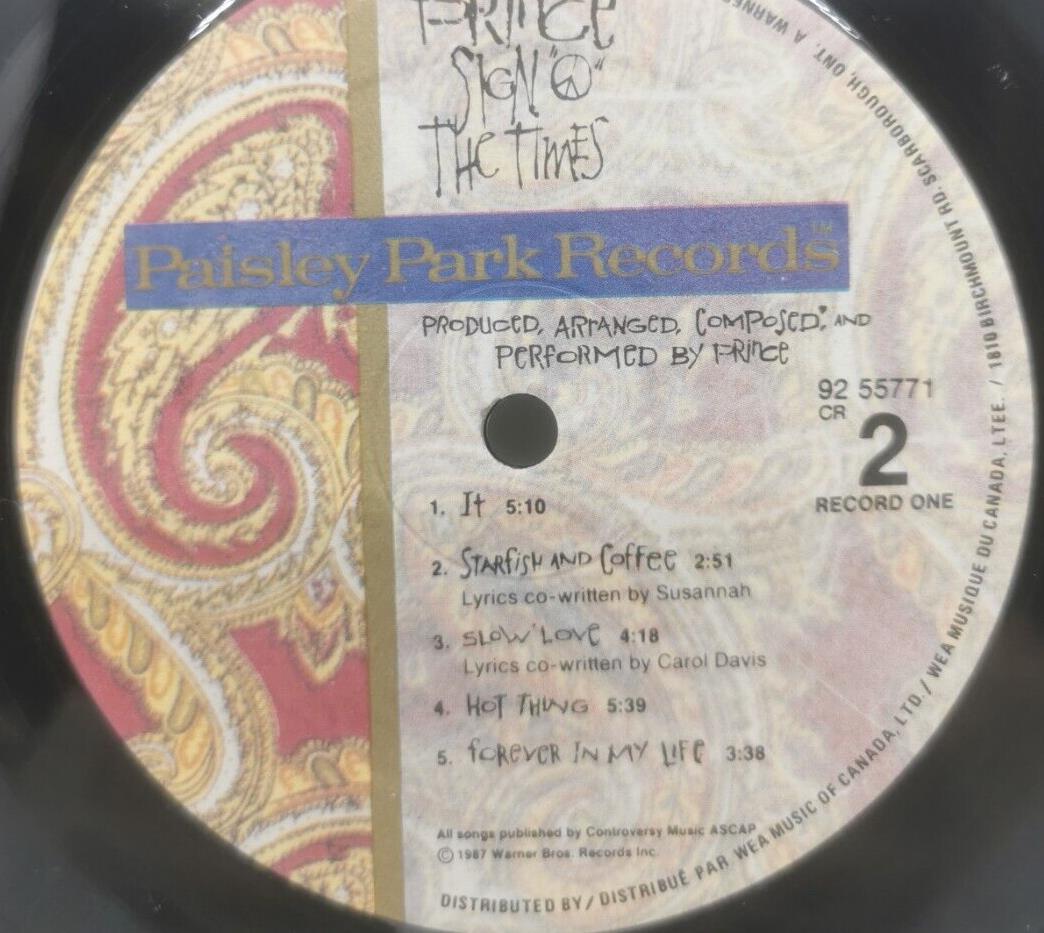 PRINCE
SIGN "☮"
THE TIMES
Paisley Park Records™
PRODUCED, ARRANGED, COMPOSED, AND
PERFORMED BY PRINCE
92 55771
CR
2
RECORD ONE
1. It 5:10
2. STARFISH AND COFFEE 2:51
Lyrics co-written by Susannah
3. SLOW LOVE 4:18
Lyrics co-written by Carol Davis
4. HOT THING 5:39
5. FOREVER IN MY LIFE 3:38
All songs published by Controversy Music ASCAP
© 1987 Warner Bros. Records Inc.
DISTRIBUTED BY / DISTRIBUÉ PAR WEA MUSIC OF CANADA, LTD. / WEA MUSIQUE DU CANADA, LTEE. / 1810 BIRCHMOUNT RD. SCARBOROUGH, ONT. A WARNER